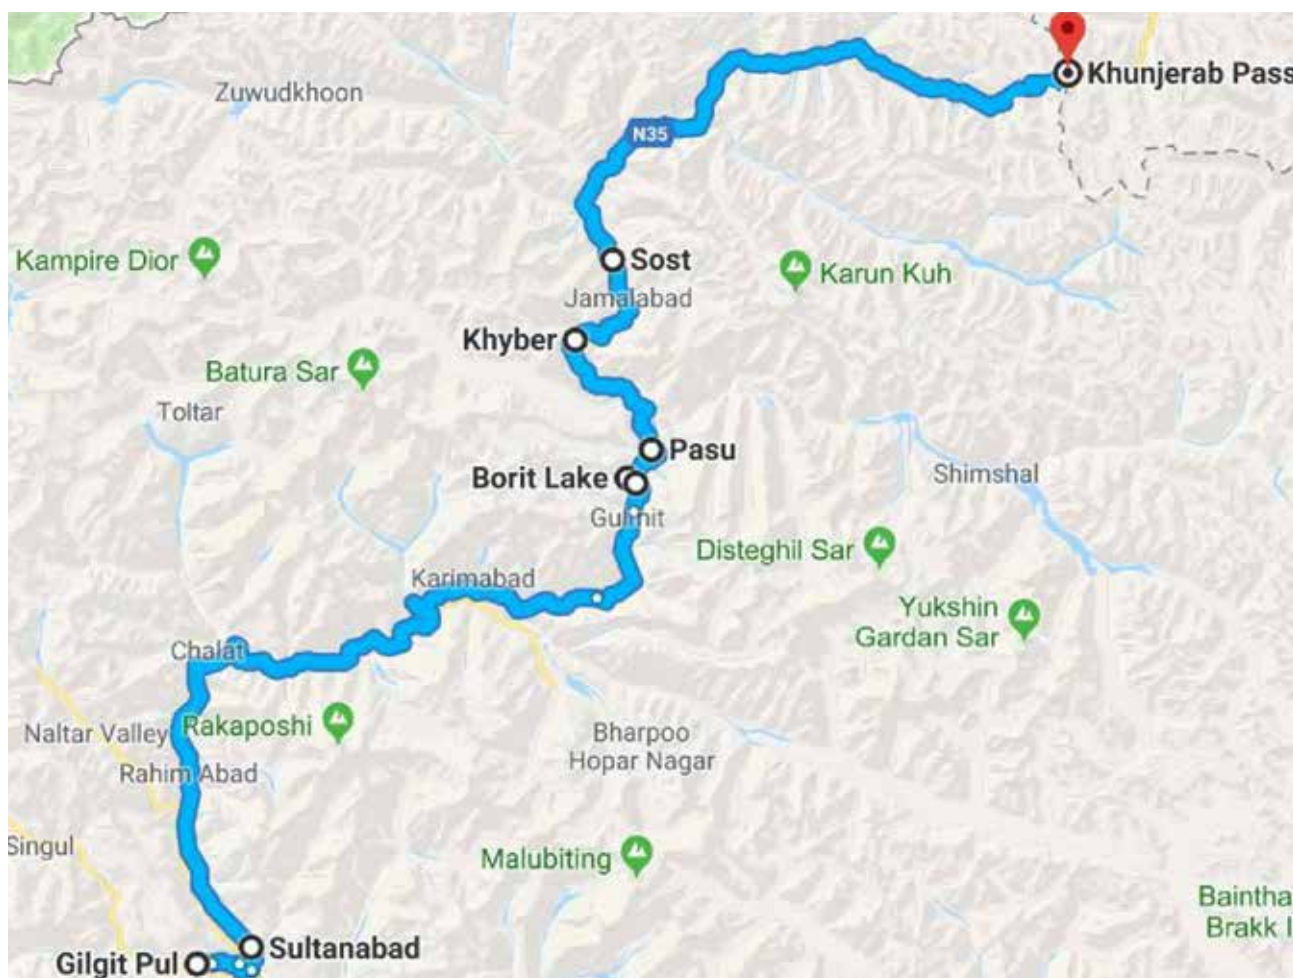 Khunjerab Pass
Zuwudkhoon
N35
Kampire Dior
Sost
Karun Kuh
Jamalabad
Khyber
Batura Sar
Toltar
Pasu
Borit Lake
Shimshal
Gulmit
Disteghil Sar
Karimabad
Yukshin
Gardan Sar
Chalat
Rakaposhi
Naltar Valley
Bharpoo
Hopar Nagar
Rahim Abad
Singul
Malubiting
Baintha
Brakk
Sultanabad
Gilgit Pul